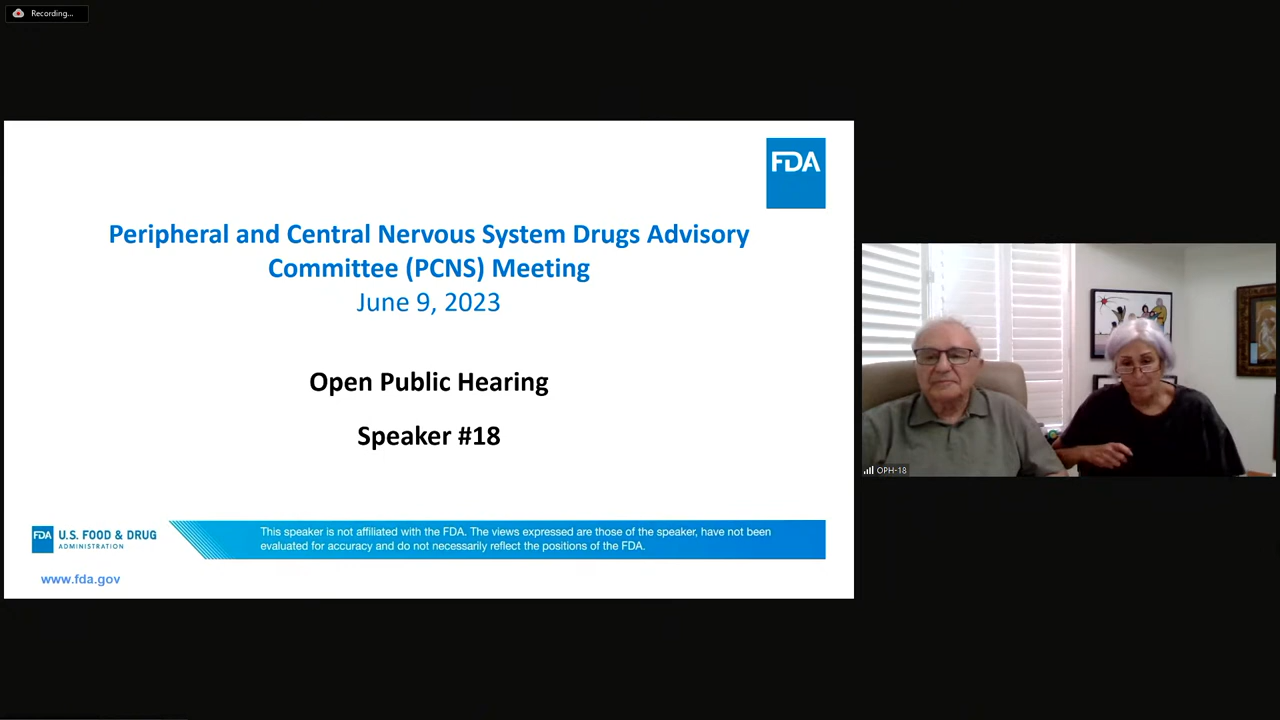 Recording...
FDA
Peripheral and Central Nervous System Drugs Advisory
Committee (PCNS) Meeting
June 9, 2023
Open Public Hearing
Speaker #18
OPH-18
FDA
U.S. FOOD & DRUG
ADMINISTRATION
This speaker is not affiliated with the FDA. The views expressed are those of the speaker, have not been
evaluated for accuracy and do not necessarily reflect the positions of the FDA.
www.fda.gov